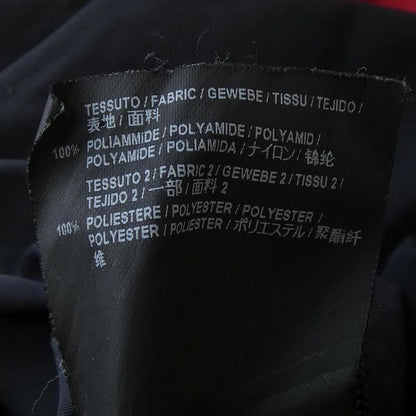 TESSUTO / FABRIC / GEWEBE / TISSU / TEJIDO /
表地 / 面料
100% POLIAMMIDE / POLYAMIDE / POLYAMID /
POLYAMIDE / POLIAMIDA / ナイロン / 锦纶
TESSUTO 2 / FABRIC 2 / GEWEBE 2 / TISSU 2 /
TEJIDO 2 / 一部 / 面料 2
100% POLIESTERE / POLYESTER / POLYESTER /
POLYESTER / POLYESTER / ポリエステル / 聚酯纤
维